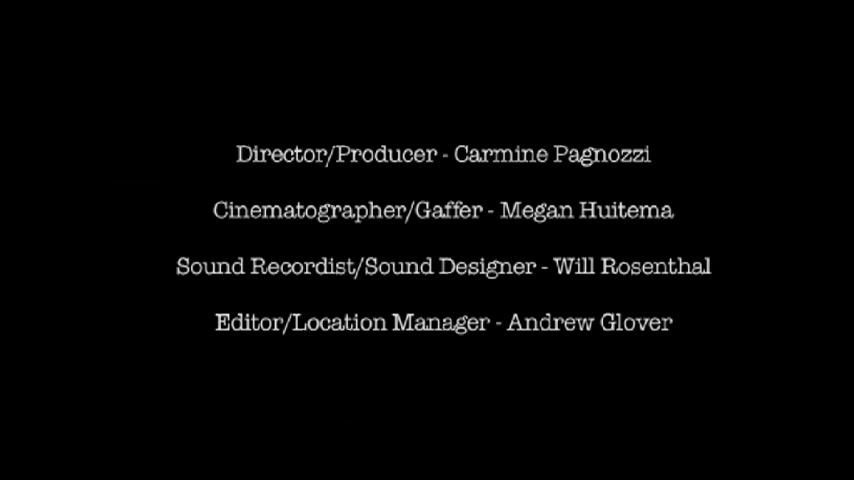 Director/Producer - Carmine Pagnozzi
Cinematographer/Gaffer - Megan Huitema
Sound Recordist/Sound Designer - Will Rosenthal
Editor/Location Manager - Andrew Glover